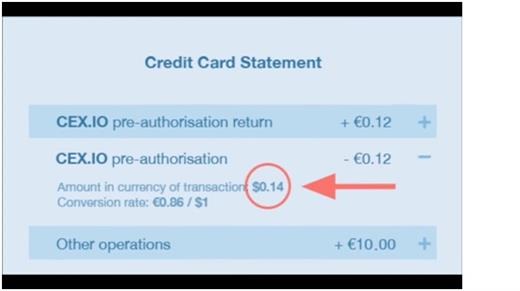 Credit Card Statement
CEX.IO pre-authorisation return + €0.12 +
CEX.IO pre-authorisation - €0.12 −
Amount in currency of transaction: $0.14
Conversion rate: €0.86 / $1
Other operations + €10.00 +